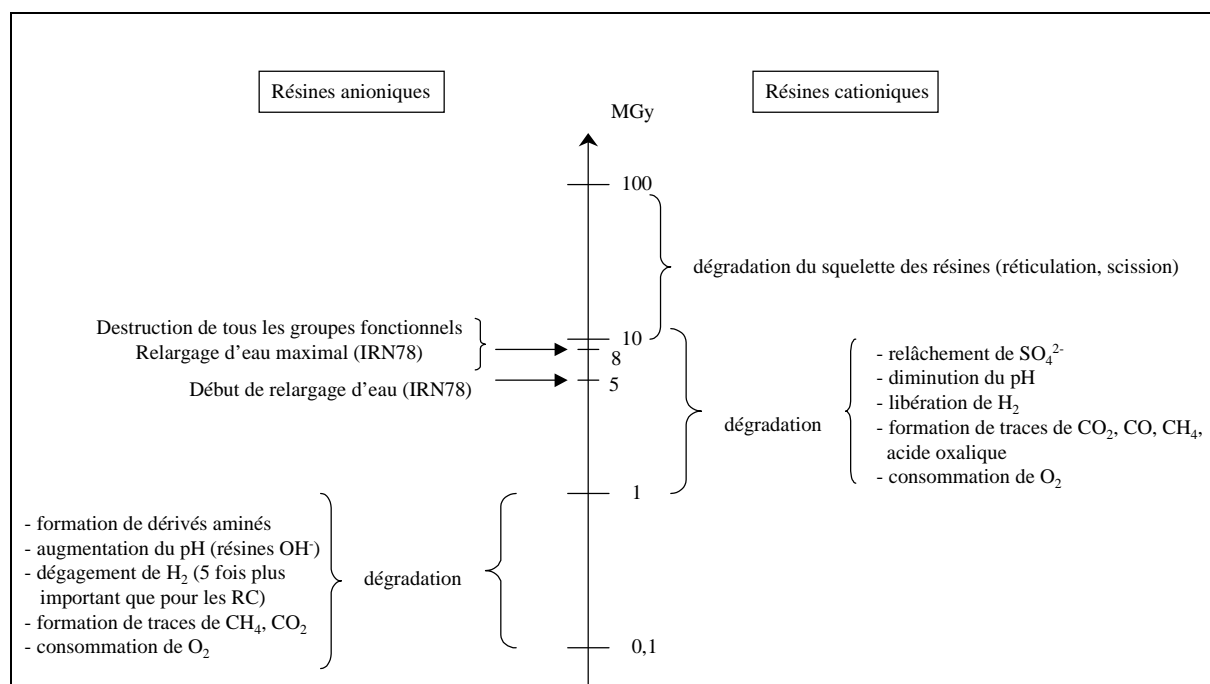 Résines anioniques
Résines cationiques
MGy
100
dégradation du squelette des résines (réticulation, scission)
Destruction de tous les groupes fonctionnels
Relargage d’eau maximal (IRN78)
10
8
Début de relargage d’eau (IRN78)
5
dégradation
- relâchement de SO₄²⁻
- diminution du pH
- libération de H₂
- formation de traces de CO₂, CO, CH₄,
acide oxalique
- consommation de O₂
1
- formation de dérivés aminés
- augmentation du pH (résines OH⁻)
- dégagement de H₂ (5 fois plus
important que pour les RC)
- formation de traces de CH₄, CO₂
- consommation de O₂
dégradation
0,1